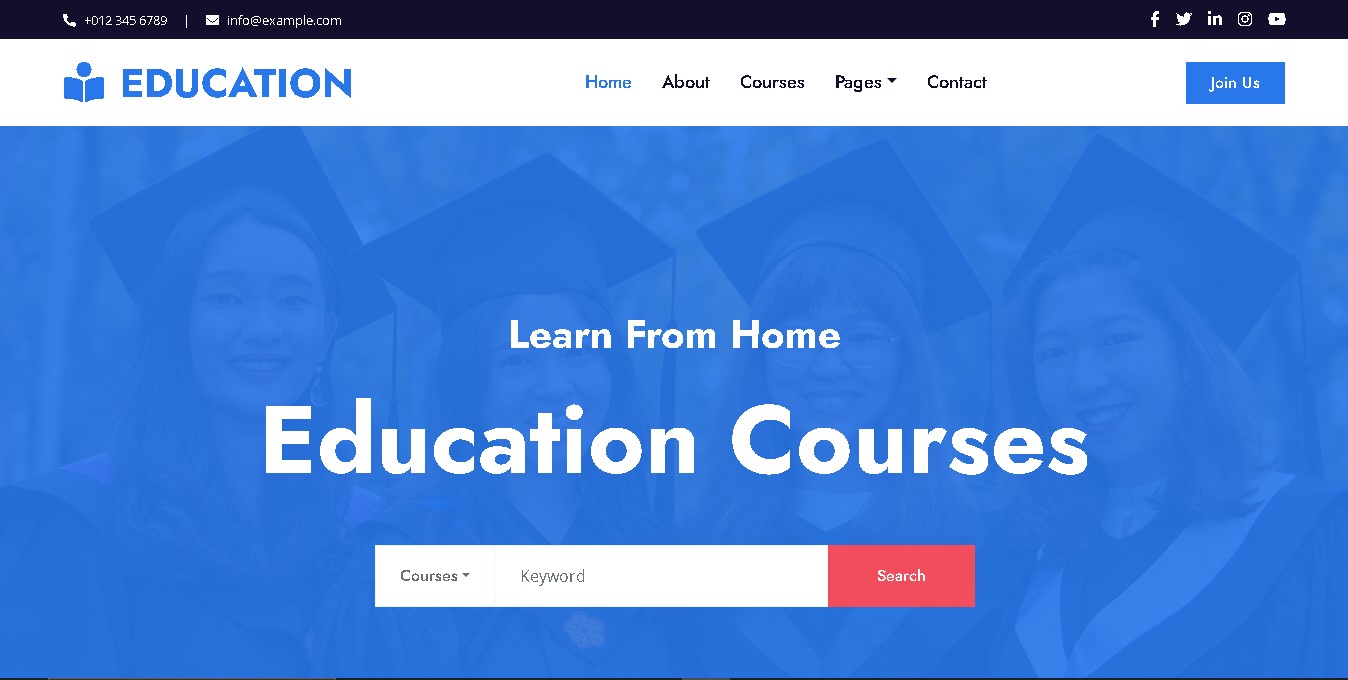 +012 345 6789 | info@example.com
EDUCATION
Home About Courses Pages Contact
Join Us
Learn From Home
Education Courses
Courses Keyword Search